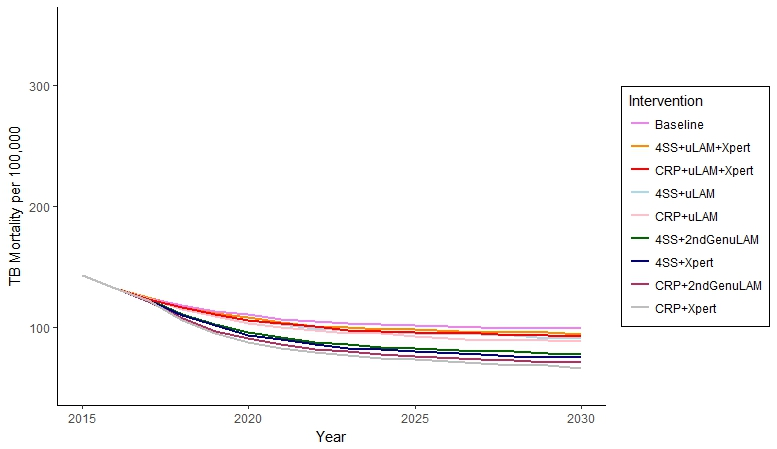 TB Mortality per 100,000
300
200
100
2015
2020
2025
2030
Year
Intervention
Baseline
4SS+uLAM+Xpert
CRP+uLAM+Xpert
4SS+uLAM
CRP+uLAM
4SS+2ndGenuLAM
4SS+Xpert
CRP+2ndGenuLAM
CRP+Xpert